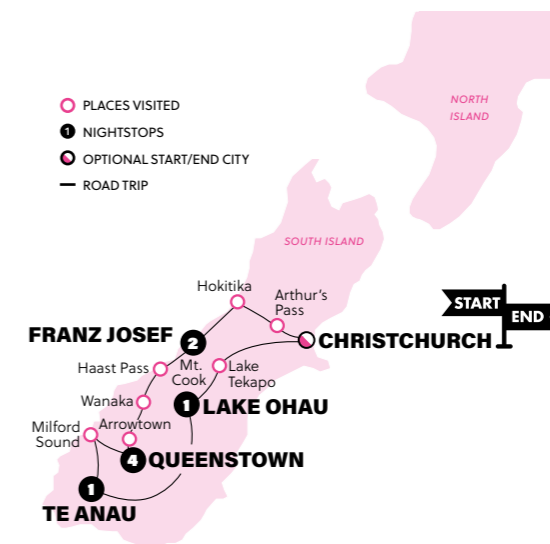 NORTH
ISLAND
PLACES VISITED
1 NIGHTSTOPS
OPTIONAL START/END CITY
ROAD TRIP
SOUTH ISLAND
Hokitika
Arthur's
Pass
START
END
FRANZ JOSEF 2
CHRISTCHURCH
Haast Pass
Mt.
Cook
Lake
Tekapo
Wanaka
1 LAKE OHAU
Milford
Sound
Arrowtown
4 QUEENSTOWN
1
TE ANAU